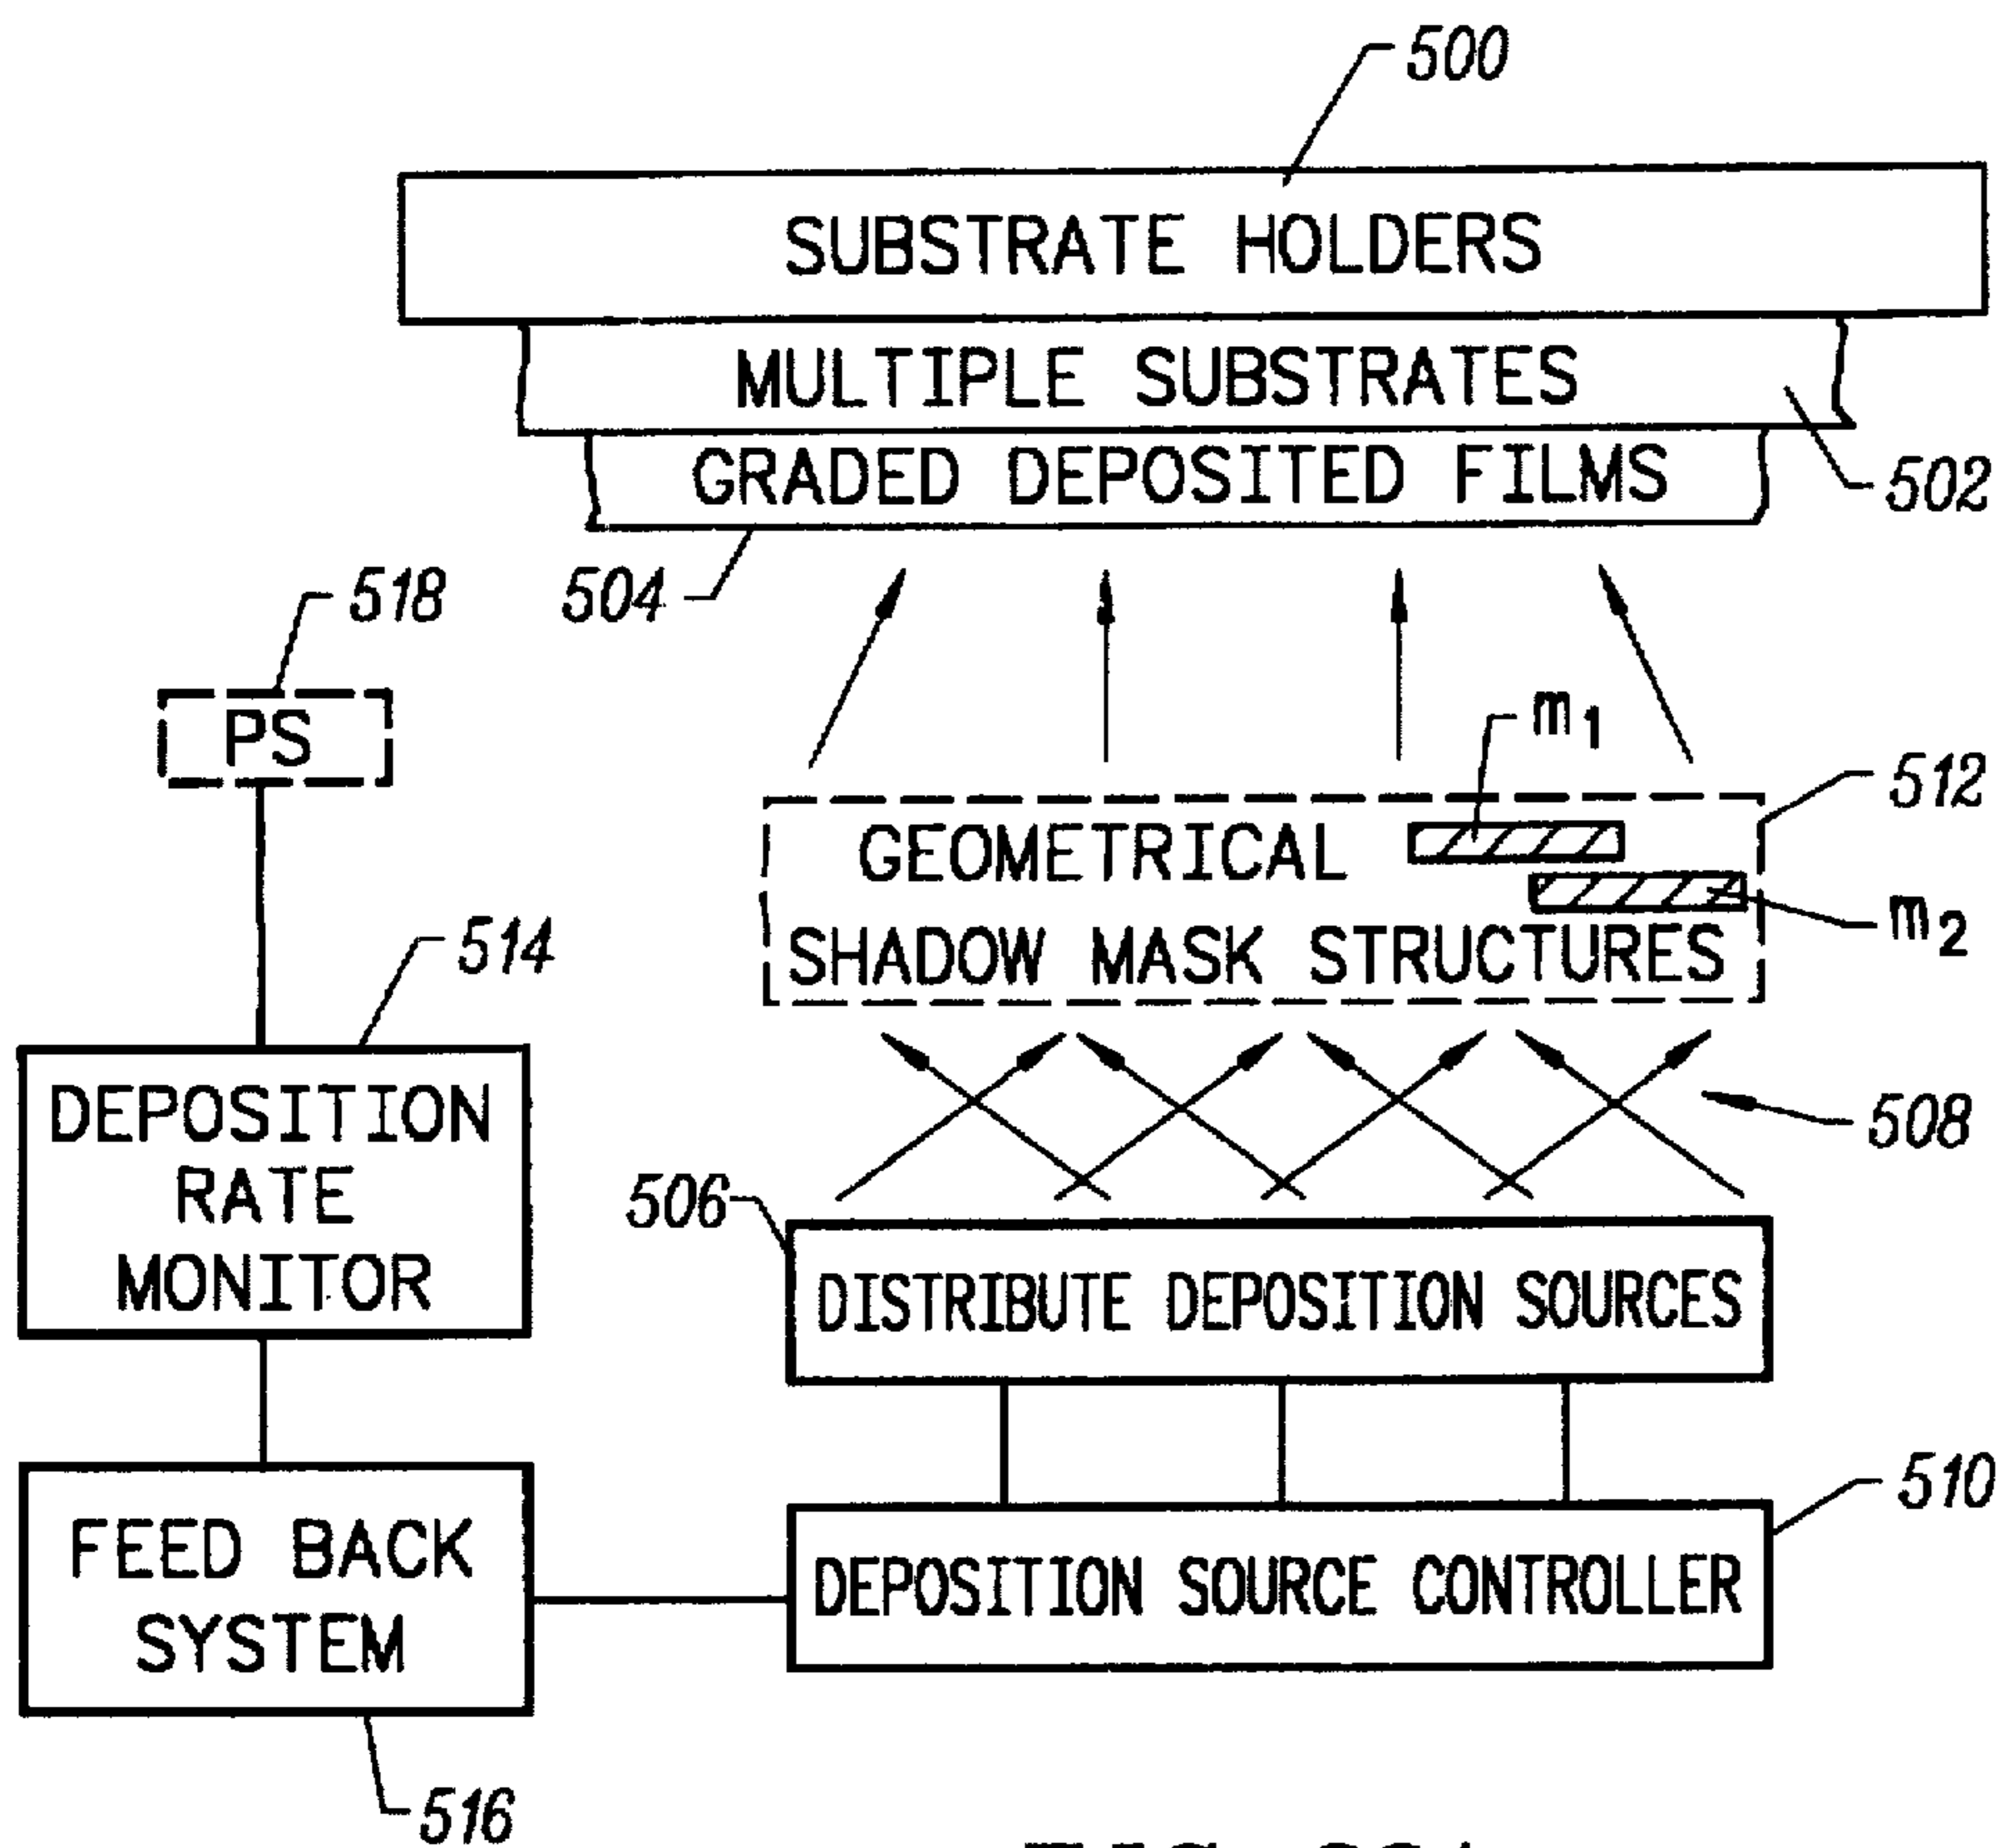 500
SUBSTRATE HOLDERS
MULTIPLE SUBSTRATES
502
GRADED DEPOSITED FILMS
504
518
PS
m1
512
GEOMETRICAL
m2
SHADOW MASK STRUCTURES
514
DEPOSITION
RATE
MONITOR
508
506
DISTRIBUTE DEPOSITION SOURCES
510
FEED BACK
SYSTEM
DEPOSITION SOURCE CONTROLLER
516